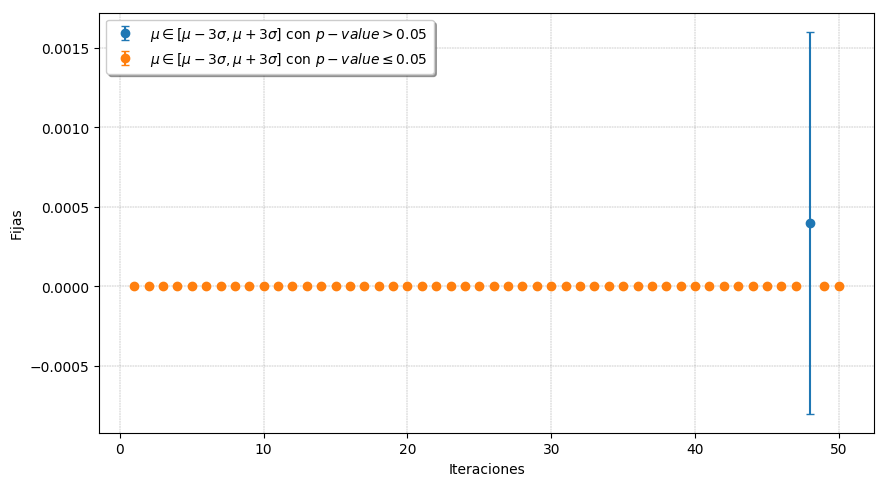 μ ∈ [μ − 3σ, μ + 3σ] con p − value > 0.05
μ ∈ [μ − 3σ, μ + 3σ] con p − value ≤ 0.05
Fijas
0.0015
0.0010
0.0005
0.0000
−0.0005
0 10 20 30 40 50
Iteraciones